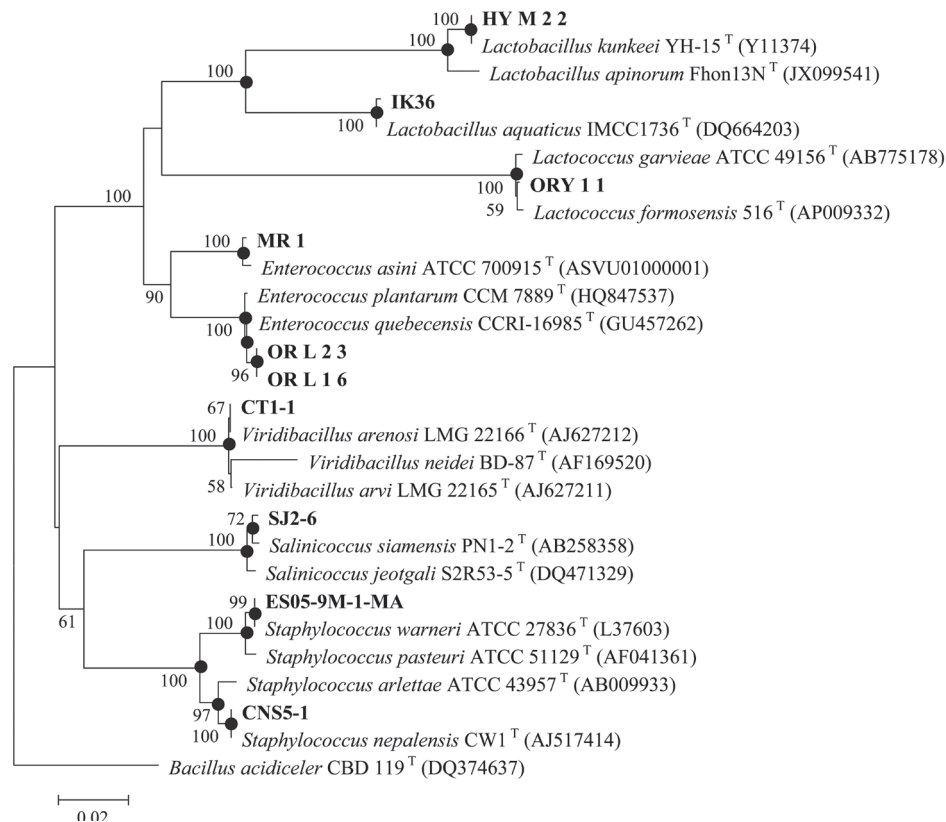 100 HY M 2 2
100 Lactobacillus kunkeei YH-15 T (Y11374)
100 Lactobacillus apinorum Fhon13N T (JX099541)
IK36
100 Lactobacillus aquaticus IMCC1736 T (DQ664203)
Lactococcus garvieae ATCC 49156 T (AB775178)
100 ORY 1 1
59 Lactococcus formosensis 516 T (AP009332)
100
100 MR 1
Enterococcus asini ATCC 700915 T (ASVU01000001)
90 Enterococcus plantarum CCM 7889 T (HQ847537)
100 Enterococcus quebecensis CCRI-16985 T (GU457262)
OR L 2 3
96 OR L 1 6
67 CT1-1
100 Viridibacillus arenosi LMG 22166 T (AJ627212)
Viridibacillus neidei BD-87 T (AF169520)
58 Viridibacillus arvi LMG 22165 T (AJ627211)
72 SJ2-6
100 Salinicoccus siamensis PN1-2 T (AB258358)
Salinicoccus jeotgali S2R53-5 T (DQ471329)
99 ES05-9M-1-MA
61 100 Staphylococcus warneri ATCC 27836 T (L37603)
Staphylococcus pasteuri ATCC 51129 T (AF041361)
100 Staphylococcus arlettae ATCC 43957 T (AB009933)
97 CNS5-1
100 Staphylococcus nepalensis CW1 T (AJ517414)
Bacillus acidiceler CBD 119 T (DQ374637)
0.02